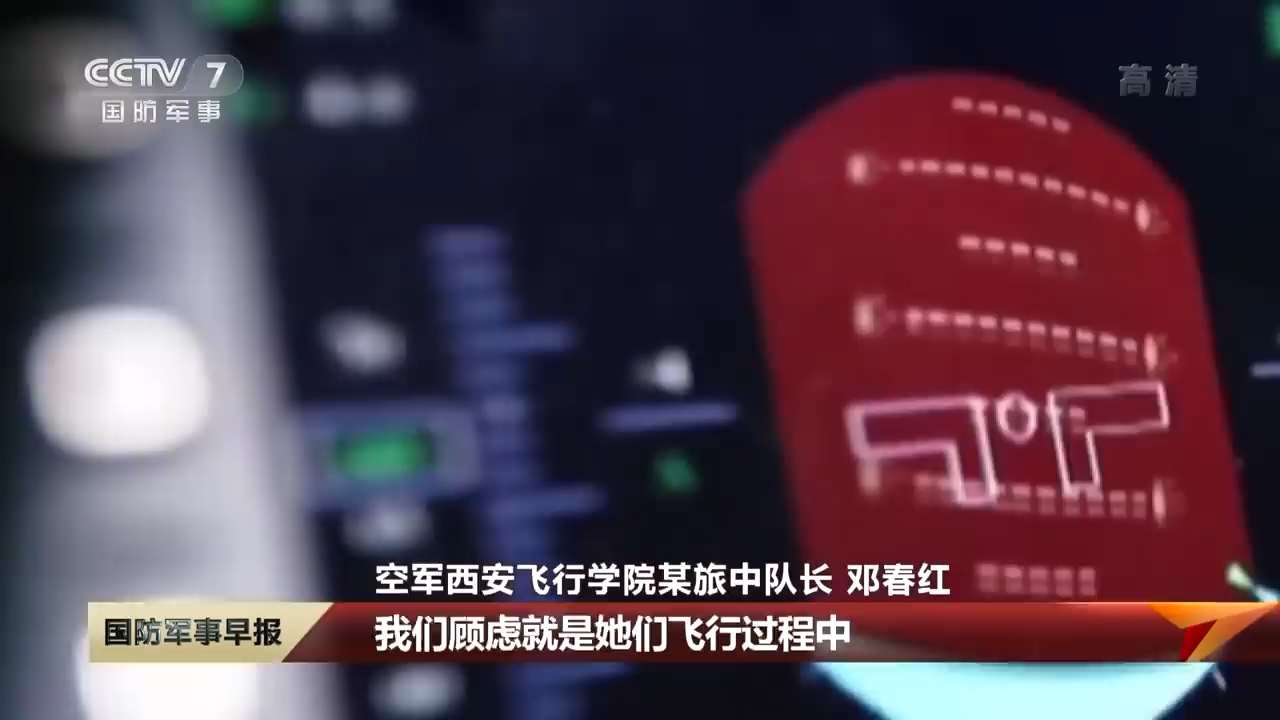 CCTV 7
国防军事
高清
空军西安飞行学院某旅中队长 邓春红
国防军事早报
我们顾虑就是她们飞行过程中